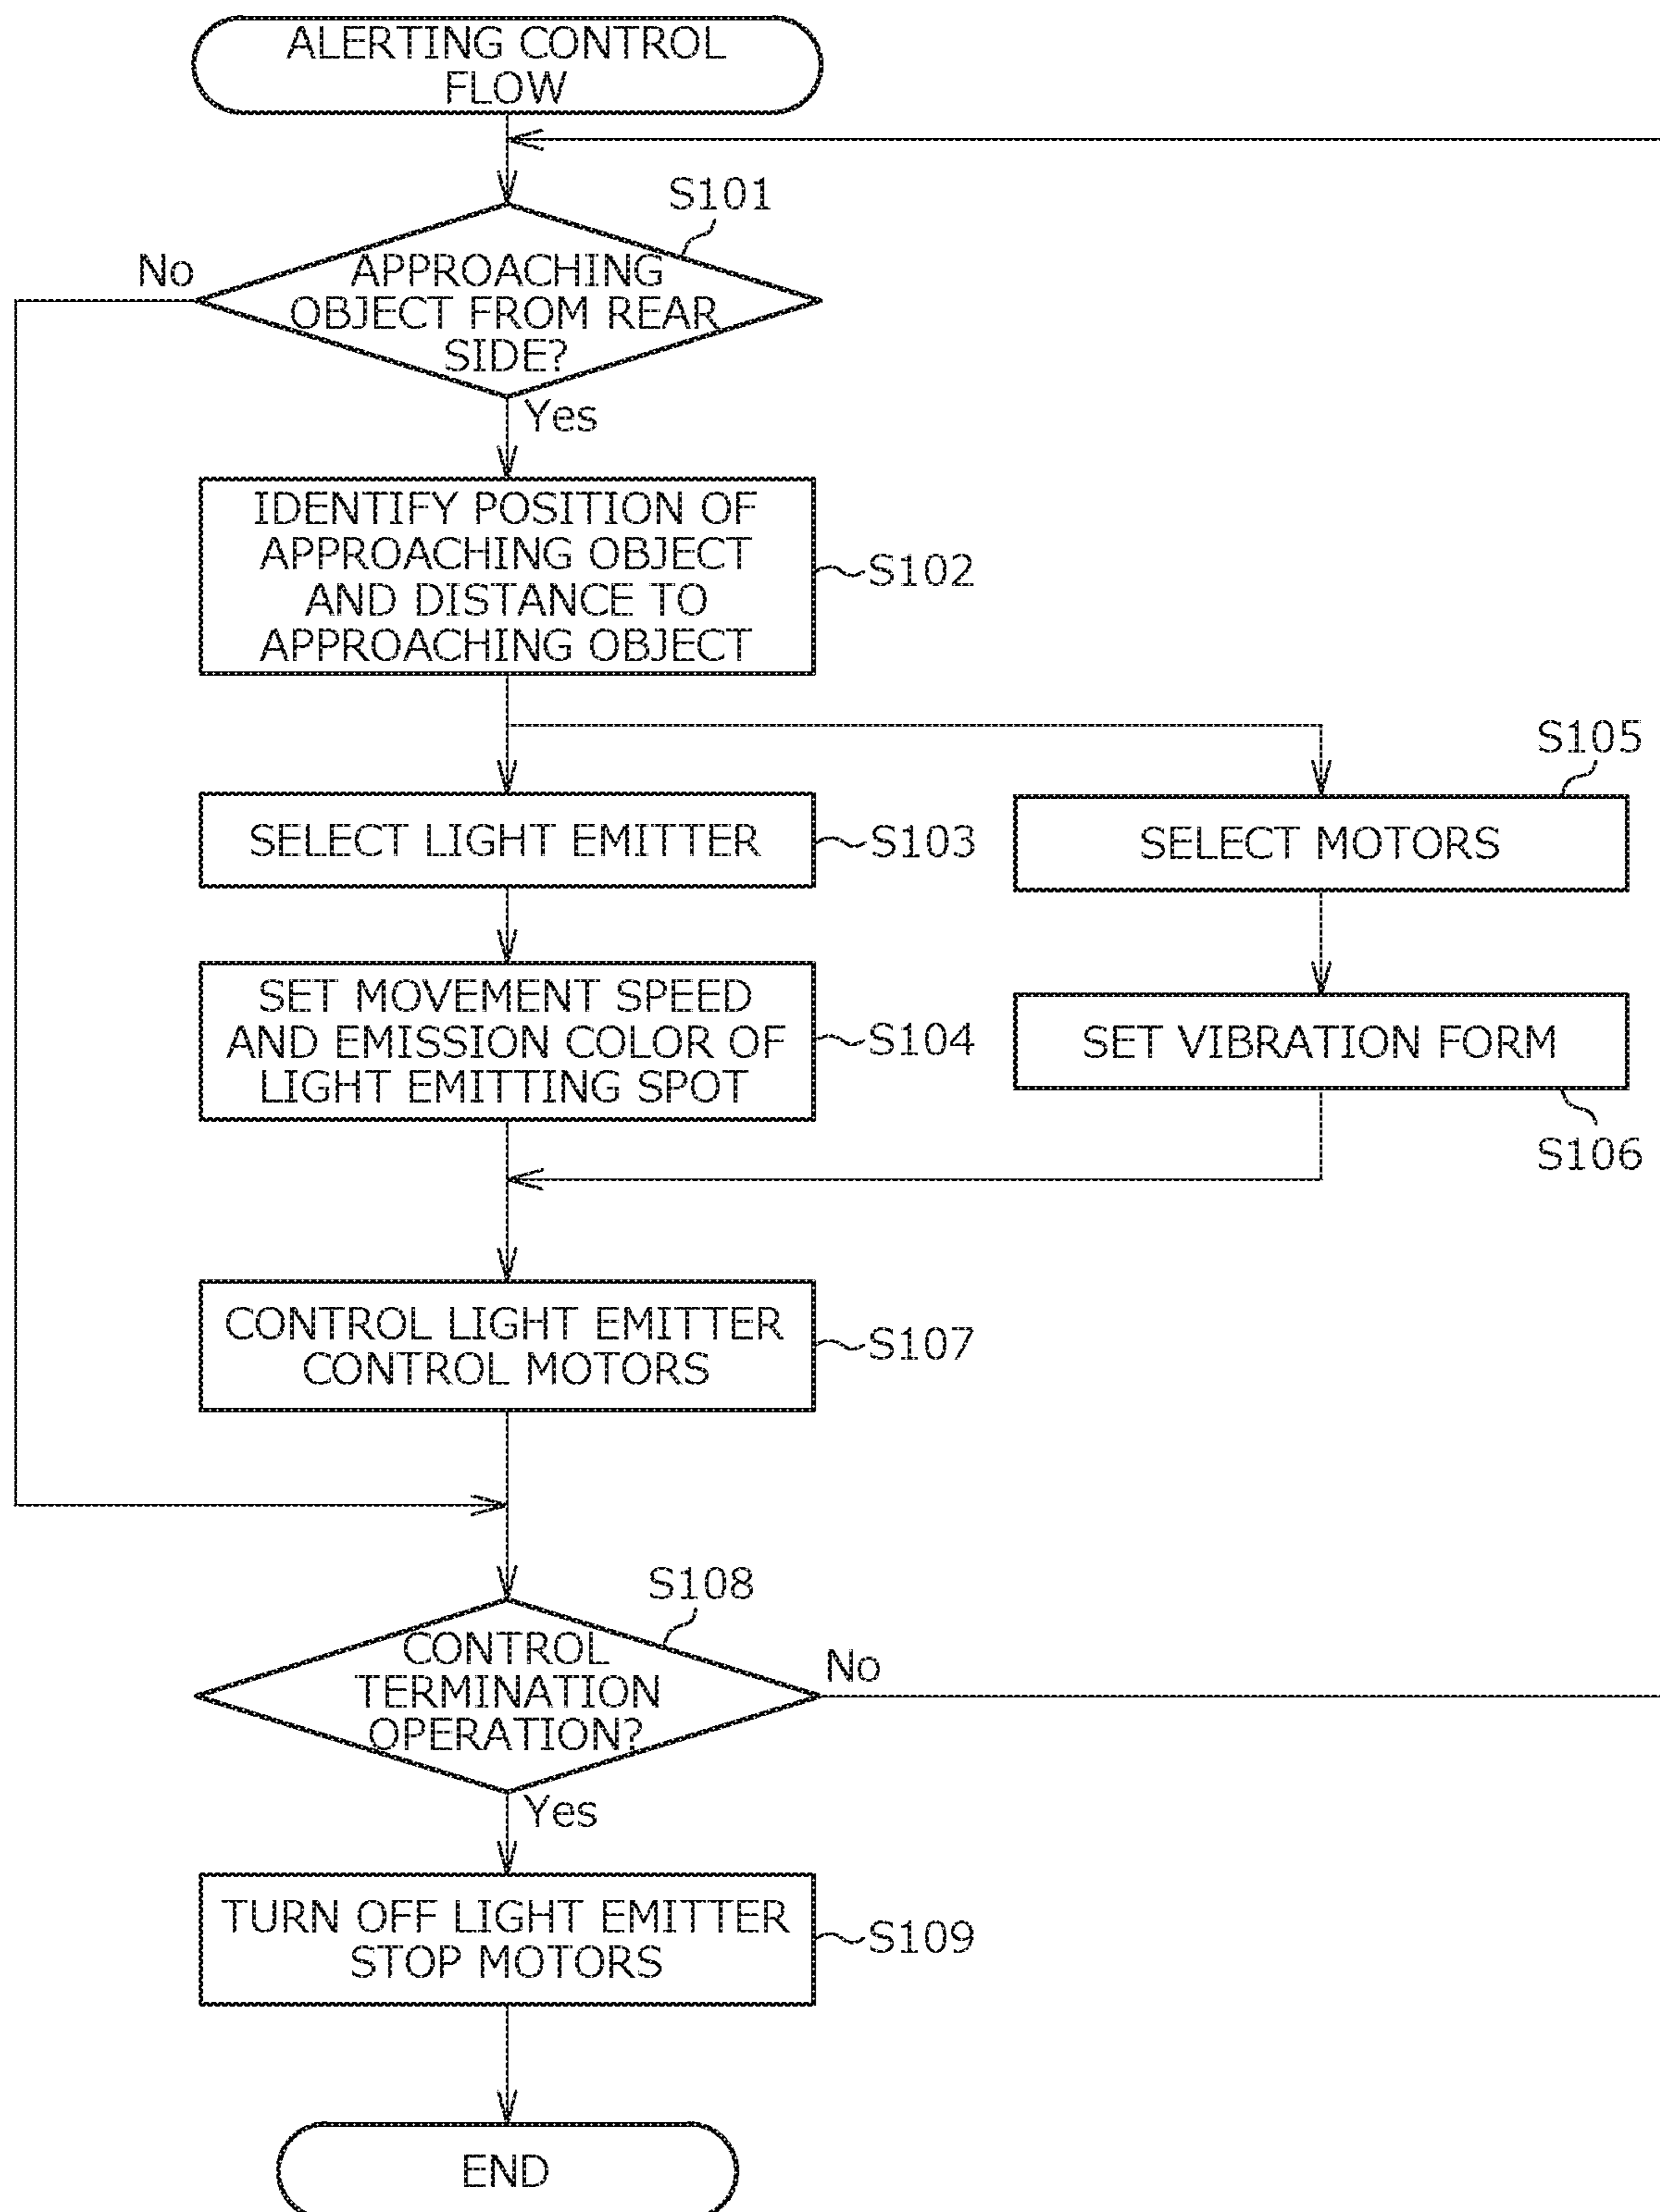 ALERTING CONTROL
FLOW
S101
No
APPROACHING
OBJECT FROM REAR
SIDE?
Yes
IDENTIFY POSITION OF
APPROACHING OBJECT
AND DISTANCE TO
APPROACHING OBJECT
S102
S105
SELECT LIGHT EMITTER
S103
SELECT MOTORS
SET MOVEMENT SPEED
AND EMISSION COLOR OF
LIGHT EMITTING SPOT
S104
SET VIBRATION FORM
S106
CONTROL LIGHT EMITTER
CONTROL MOTORS
S107
S108
CONTROL
TERMINATION
OPERATION?
No
Yes
TURN OFF LIGHT EMITTER
STOP MOTORS
S109
END